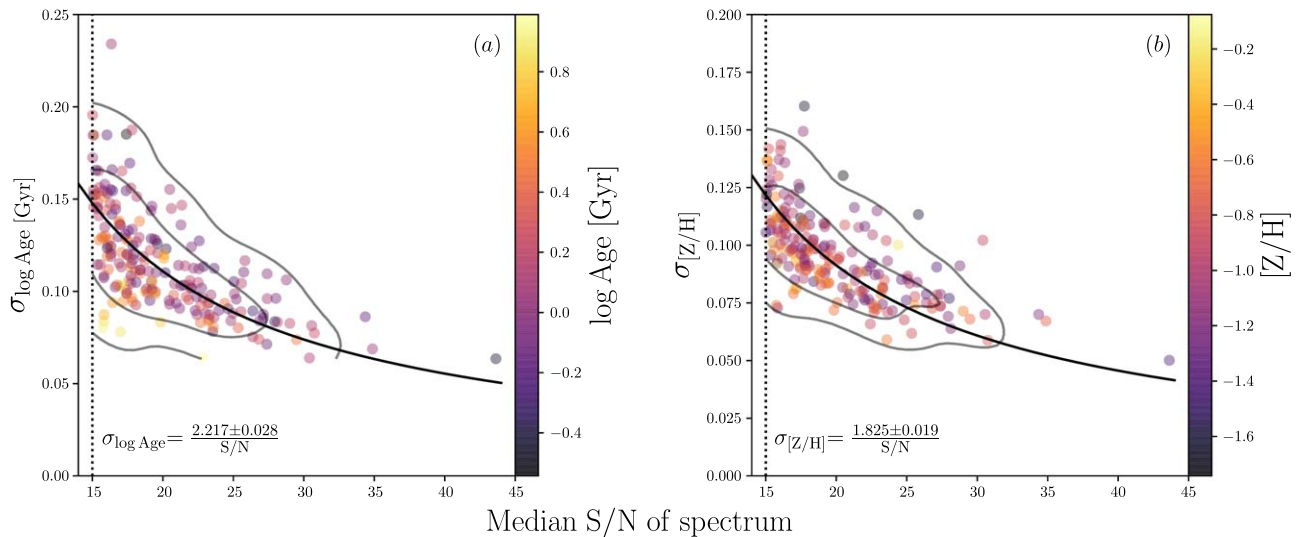 (a)
0.25
0.20
0.15
0.10
0.05
0.00
σlog Age [Gyr]
15 20 25 30 35 40 45
σlog Age= 2.217±0.028 / S/N
0.8
0.6
0.4
0.2
0.0
−0.2
−0.4
log Age [Gyr]
(b)
0.200
0.175
0.150
0.125
0.100
0.075
0.050
0.025
0.000
σ[Z/H]
15 20 25 30 35 40 45
σ[Z/H]= 1.825±0.019 / S/N
−0.2
−0.4
−0.6
−0.8
−1.0
−1.2
−1.4
−1.6
[Z/H]
Median S/N of spectrum